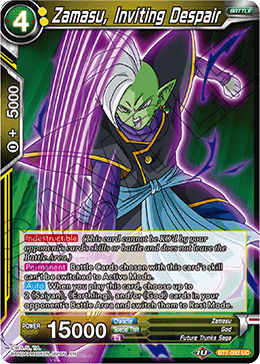 4
Zamasu, Inviting Despair
BATTLE
+ 5000
Indestructible (This card cannot be KO'd by your
opponent's cards skills or battle and does not leave the
Battle Area.)
Permanent Battle Cards chosen with this card's skill
can't be switched to Active Mode.
Auto When you play this card, choose up to
2 《Saiyan》, 《Earthling》, and/or 《God》 cards in your
opponent's Battle Area and switch them to Rest Mode.
POWER
15000
Character
Zamasu
God
Future Trunks Saga
BT7-092 UC